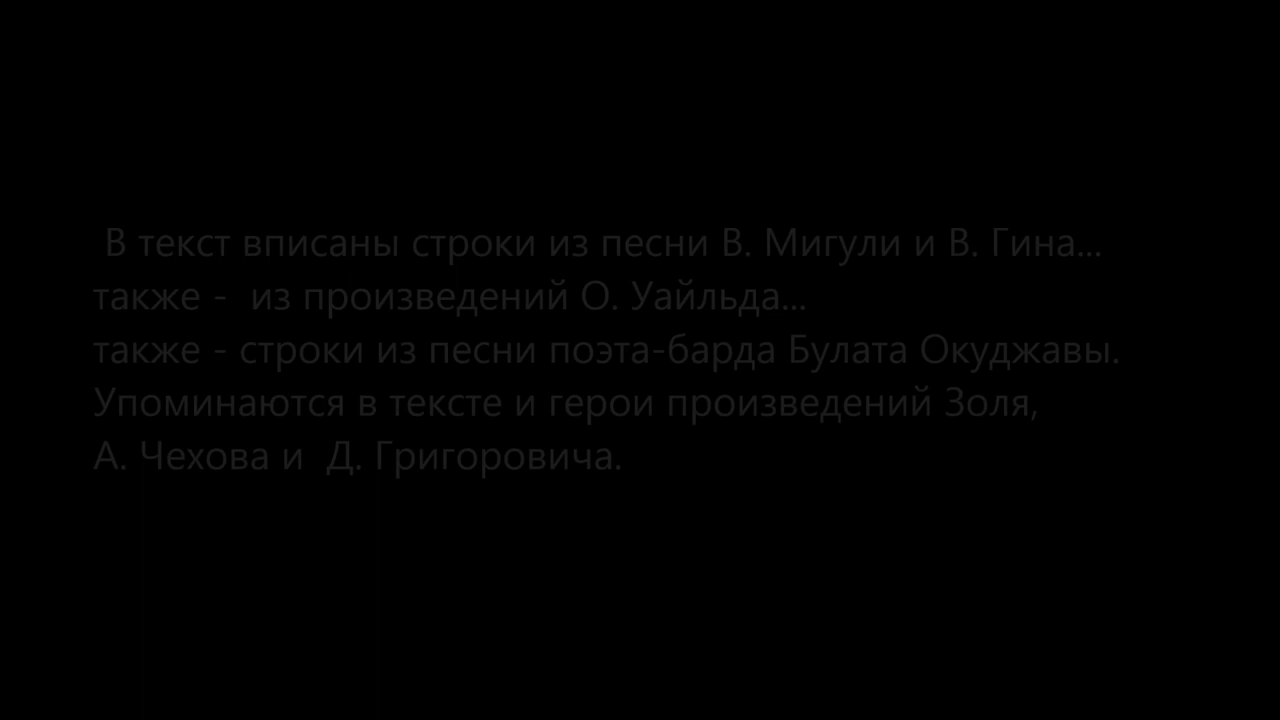 В текст вписаны строки из песни В. Мигули и В. Гина...
также -  из произведений О. Уайльда...
также - строки из песни поэта-барда Булата Окуджавы.
Упоминаются в тексте и герои произведений Золя,
А. Чехова и  Д. Григоровича.